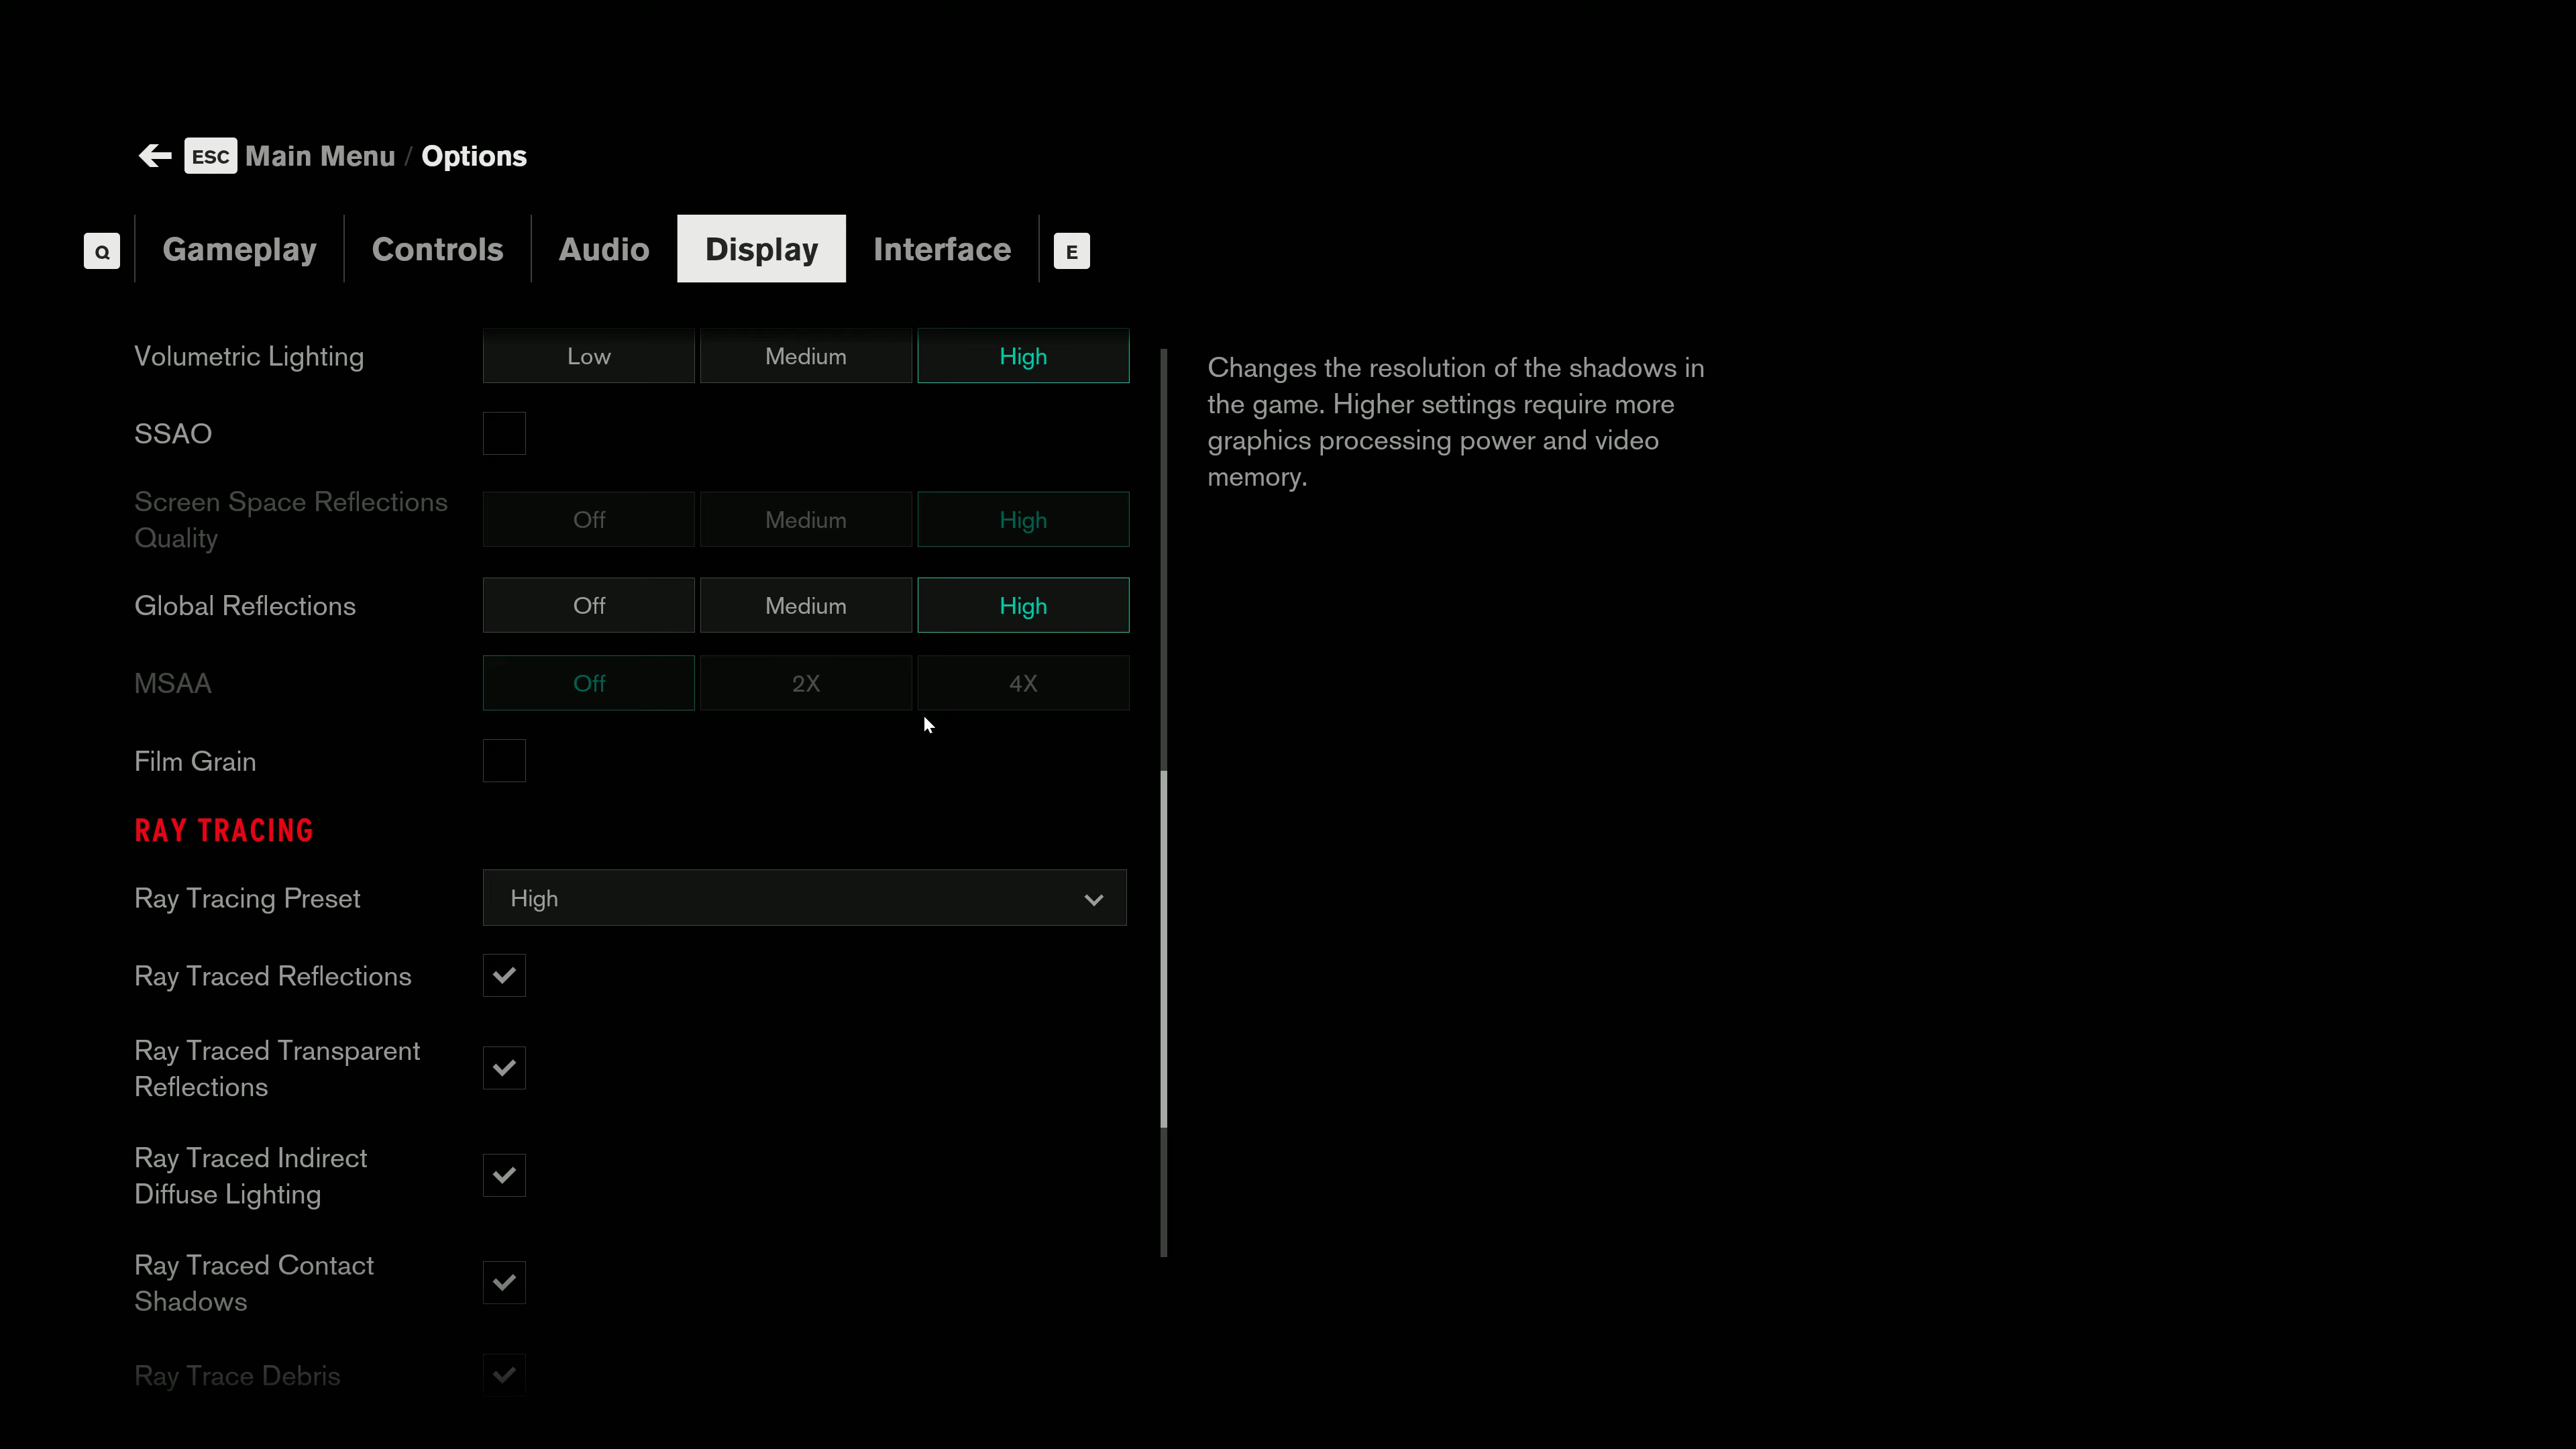 ESC Main Menu / Options
Q Gameplay Controls Audio Display Interface E
Volumetric Lighting Low Medium High
SSAO
Screen Space Reflections
Quality
Off Medium High
Global Reflections Off Medium High
MSAA Off 2X 4X
Film Grain
RAY TRACING
Ray Tracing Preset High
Ray Traced Reflections
Ray Traced Transparent
Reflections
Ray Traced Indirect
Diffuse Lighting
Ray Traced Contact
Shadows
Ray Trace Debris
Changes the resolution of the shadows in
the game. Higher settings require more
graphics processing power and video
memory.